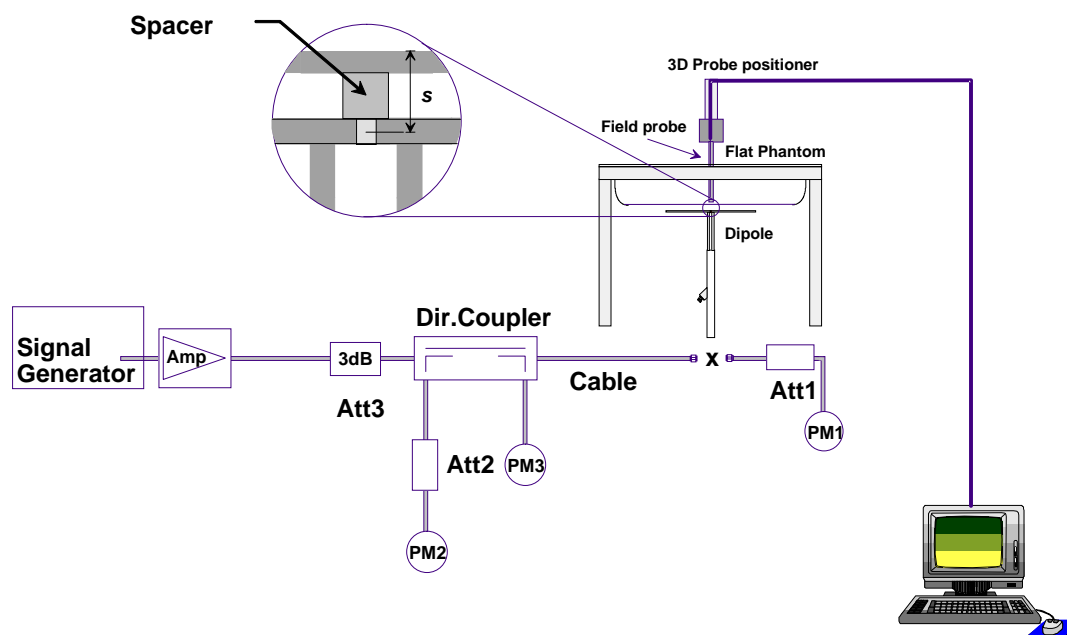 Spacer
s
3D Probe positioner
Field probe
Flat Phantom
Dipole
Dir.Coupler
Signal
Generator
Amp
3dB
Att3
Cable
x
Att1
PM1
Att2
PM3
PM2